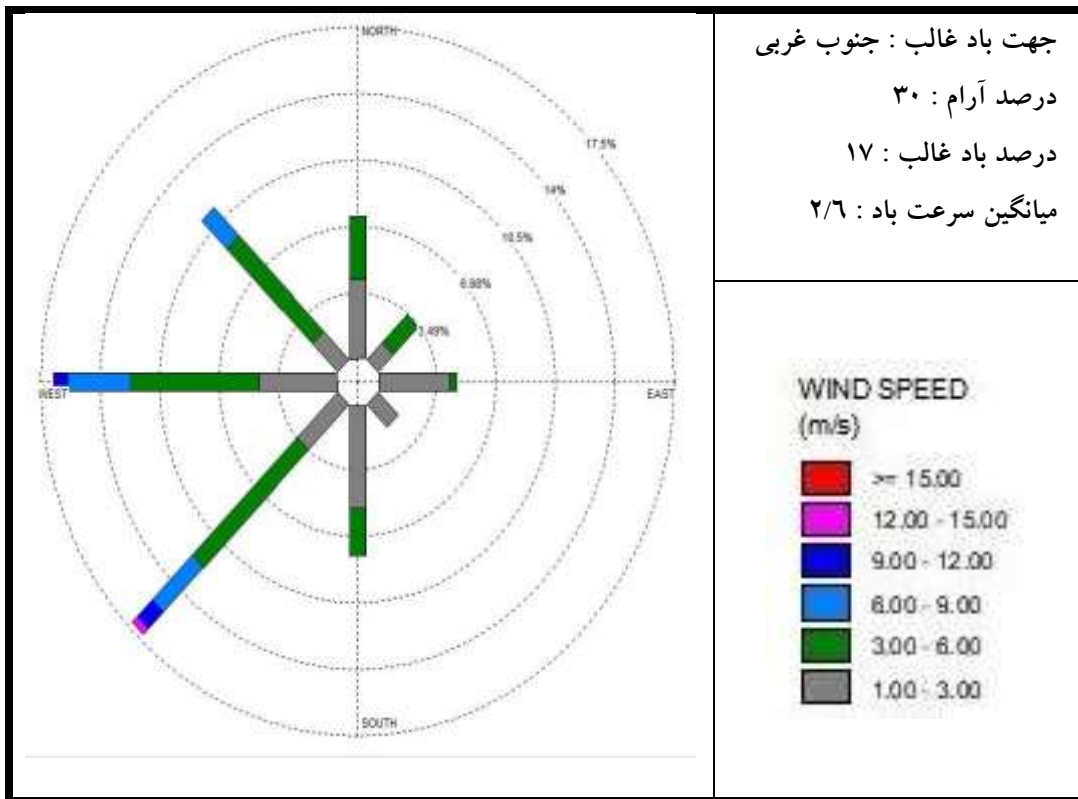 جهت باد غالب : جنوب غربی
درصد آرام : ۳۰
درصد باد غالب : ۱۷
میانگین سرعت باد : ۲/٦
NORTH
17.5%
14%
10.5%
6.98%
3.49%
WEST
EAST
SOUTH
WIND SPEED
(m/s)
>= 15.00
12.00 - 15.00
9.00 - 12.00
6.00 - 9.00
3.00 - 6.00
1.00 - 3.00